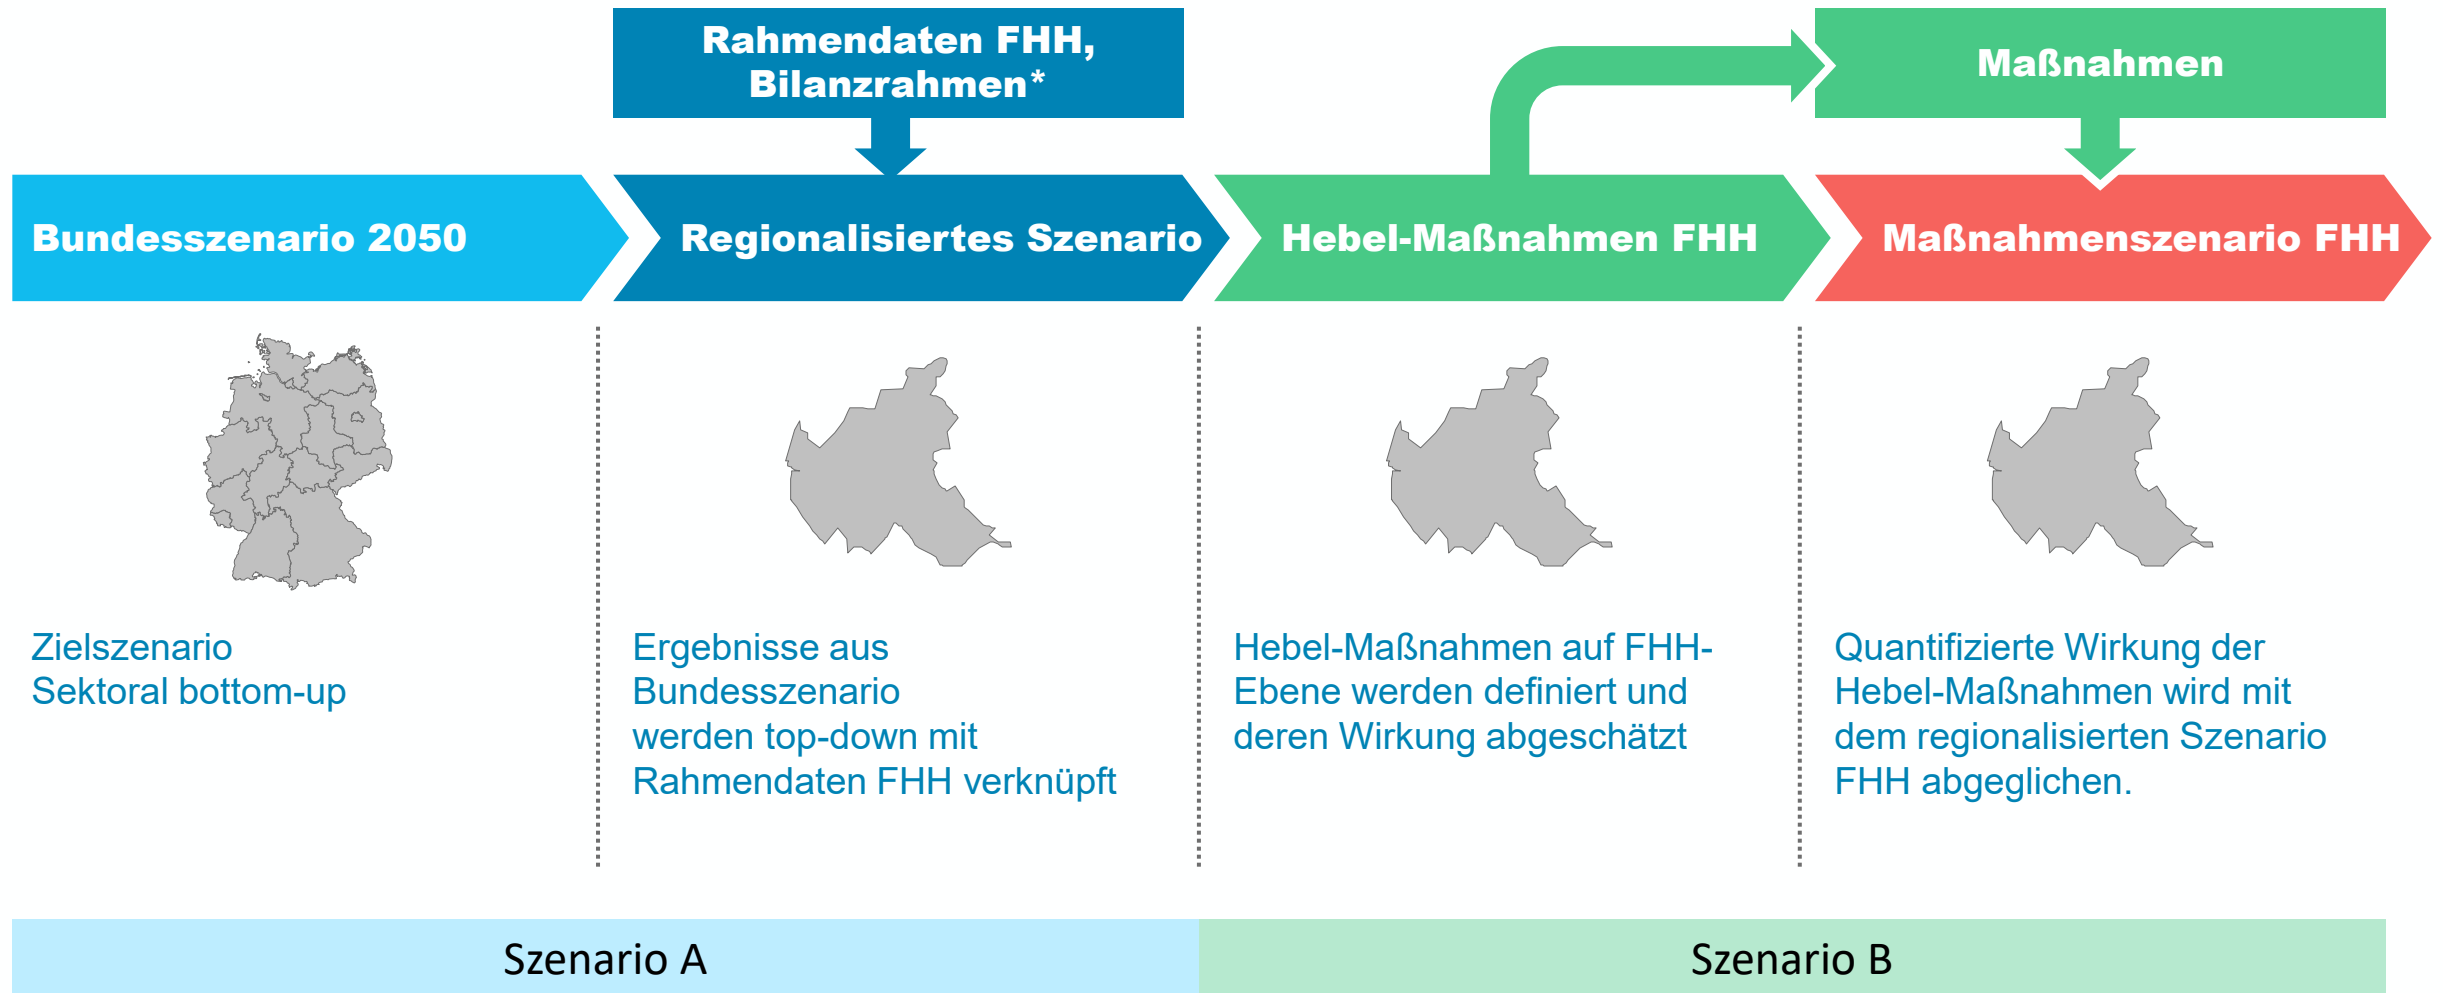 Rahmendaten FHH,
Bilanzrahmen*
Maßnahmen
Bundesszenario 2050
Regionalisiertes Szenario
Hebel-Maßnahmen FHH
Maßnahmenszenario FHH
Zielszenario
Sektoral bottom-up
Ergebnisse aus
Bundesszenario
werden top-down mit
Rahmendaten FHH verknüpft
Hebel-Maßnahmen auf FHH-
Ebene werden definiert und
deren Wirkung abgeschätzt
Quantifizierte Wirkung der
Hebel-Maßnahmen wird mit
dem regionalisierten Szenario
FHH abgeglichen.
Szenario A
Szenario B